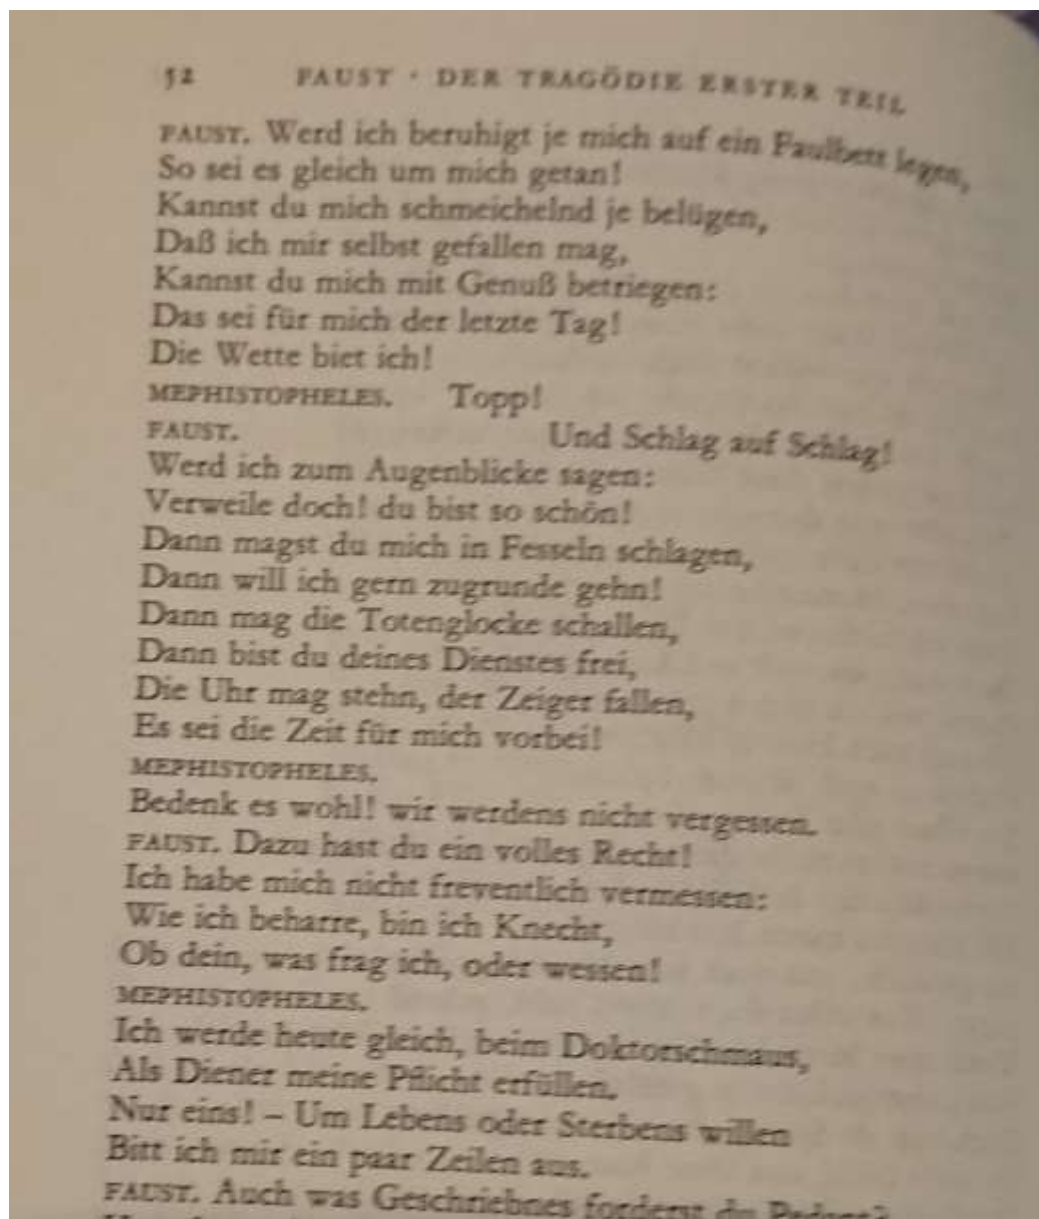 52 FAUST · DER TRAGÖDIE ERSTER TEIL
FAUST. Werd ich beruhigt je mich auf ein Faulbett legen,
So sei es gleich um mich getan!
Kannst du mich schmeichelnd je belügen,
Daß ich mir selbst gefallen mag,
Kannst du mich mit Genuß betriegen:
Das sei für mich der letzte Tag!
Die Wette biet ich!
MEPHISTOPHELES. Topp!
FAUST. Und Schlag auf Schlag!
Werd ich zum Augenblicke sagen:
Verweile doch! du bist so schön!
Dann magst du mich in Fesseln schlagen,
Dann will ich gern zugrunde gehn!
Dann mag die Totenglocke schallen,
Dann bist du deines Dienstes frei,
Die Uhr mag stehn, der Zeiger fallen,
Es sei die Zeit für mich vorbei!
MEPHISTOPHELES.
Bedenk es wohl! wir werdens nicht vergessen.
FAUST. Dazu hast du ein volles Recht!
Ich habe mich nicht freventlich vermessen:
Wie ich beharre, bin ich Knecht,
Ob dein, was frag ich, oder wessen!
MEPHISTOPHELES.
Ich werde heute gleich, beim Doktorschmaus,
Als Diener meine Pflicht erfüllen.
Nur eins! – Um Lebens oder Sterbens willen
Bitt ich mir ein paar Zeilen aus.
FAUST. Auch was Geschriebnes forderst du Pedant?